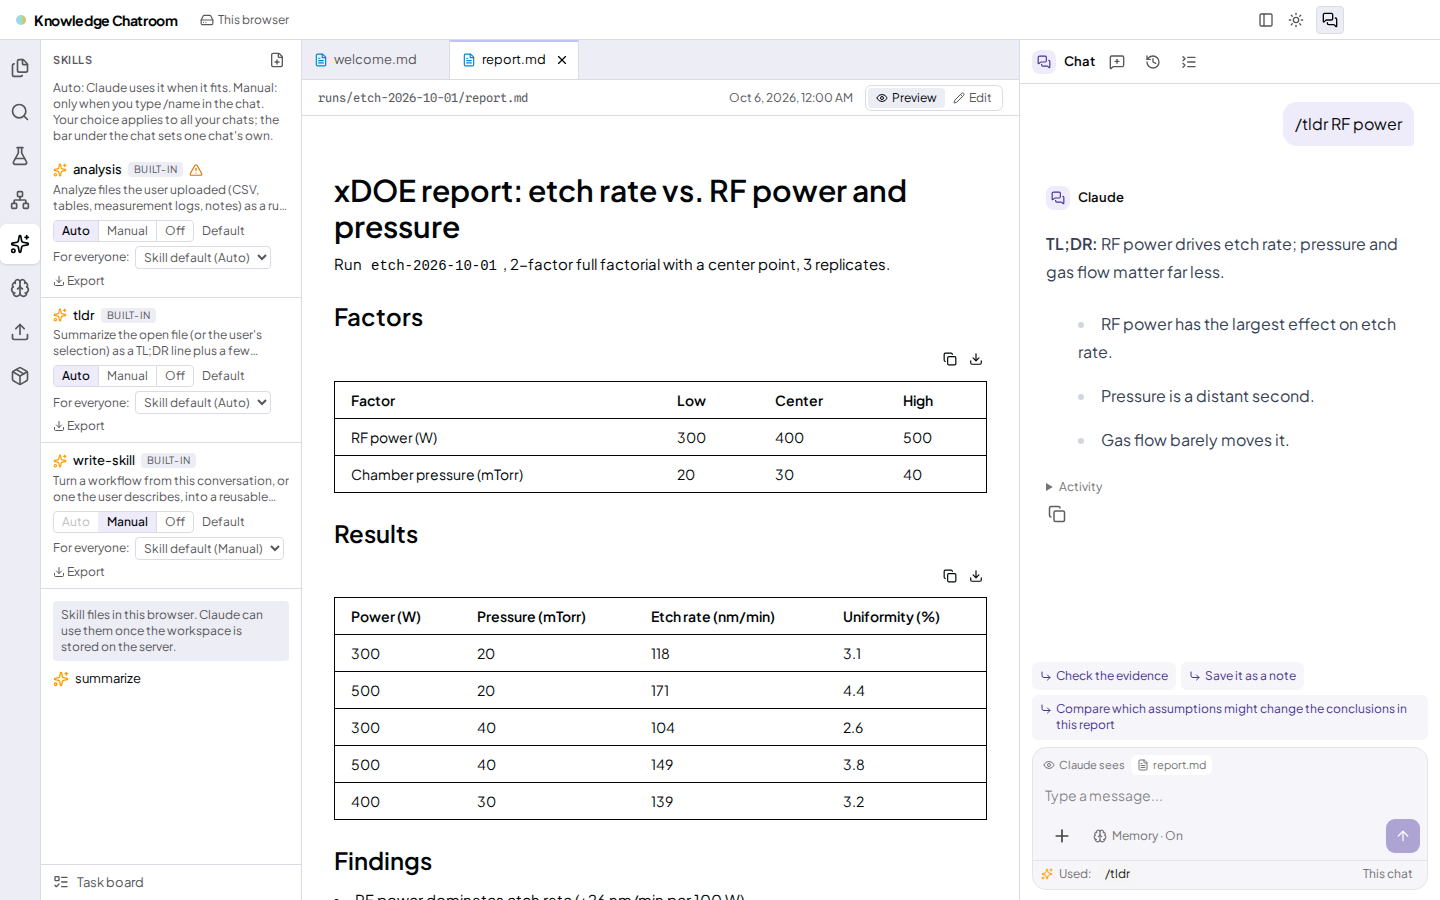 Knowledge Chatroom
This browser
SKILLS
Auto: Claude uses it when it fits. Manual:
only when you type /name in the chat.
Your choice applies to all your chats; the
bar under the chat sets one chat's own.
analysis BUILT-IN
Analyze files the user uploaded (CSV,
tables, measurement logs, notes) as a ru...
Auto Manual Off Default
For everyone: Skill default (Auto)
Export
tldr BUILT-IN
Summarize the open file (or the user's
selection) as a TL;DR line plus a few...
Auto Manual Off Default
For everyone: Skill default (Auto)
Export
write-skill BUILT-IN
Turn a workflow from this conversation, or
one the user describes, into a reusable...
Auto Manual Off Default
For everyone: Skill default (Manual)
Export
Skill files in this browser. Claude can
use them once the workspace is
stored on the server.
summarize
Task board
welcome.md
report.md
runs/etch-2026-10-01/report.md
Oct 6, 2026, 12:00 AM
Preview Edit
xDOE report: etch rate vs. RF power and
pressure
Run etch-2026-10-01 , 2-factor full factorial with a center point, 3 replicates.
Factors
Factor Low Center High
RF power (W) 300 400 500
Chamber pressure (mTorr) 20 30 40
Results
Power (W) Pressure (mTorr) Etch rate (nm/min) Uniformity (%)
300 20 118 3.1
500 20 171 4.4
300 40 104 2.6
500 40 149 3.8
400 30 139 3.2
Findings
RF power dominates etch rate (+26 nm/min per 100 W)
Chat
/tldr RF power
Claude
TL;DR: RF power drives etch rate; pressure and
gas flow matter far less.
RF power has the largest effect on etch
rate.
Pressure is a distant second.
Gas flow barely moves it.
Activity
Check the evidence
Save it as a note
Compare which assumptions might change the conclusions in
this report
Claude sees report.md
Type a message...
Memory · On
Used: /tldr
This chat